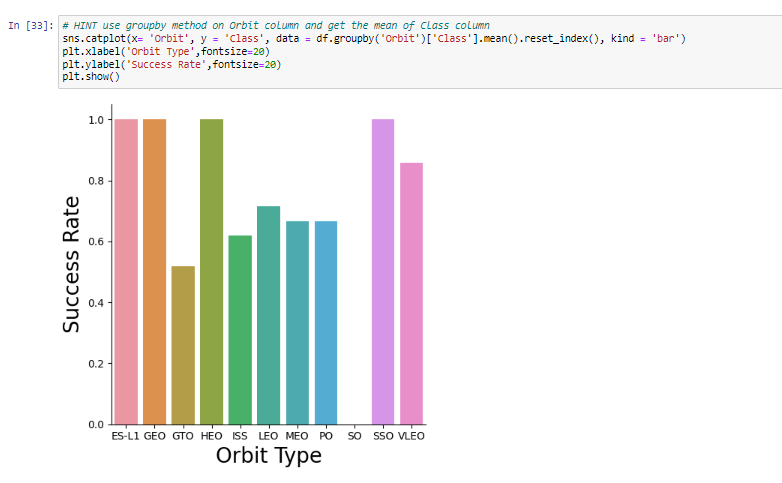 In [33]:
# HINT use groupby method on Orbit column and get the mean of Class column
sns.catplot(x= 'Orbit', y = 'Class', data = df.groupby('Orbit')['Class'].mean().reset_index(), kind = 'bar')
plt.xlabel('Orbit Type',fontsize=20)
plt.ylabel('Success Rate',fontsize=20)
plt.show()
1.0
0.8
0.6
0.4
0.2
0.0
Success Rate
ES-L1 GEO GTO HEO ISS LEO MEO PO SO SSO VLEO
Orbit Type